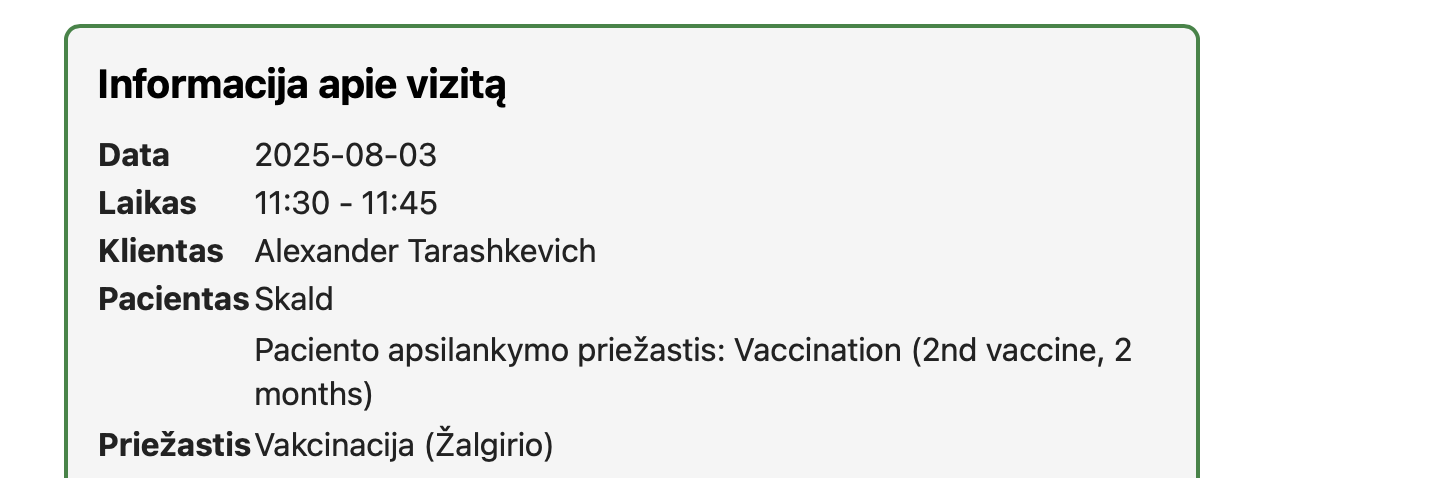 Informacija apie vizitą
Data 2025-08-03
Laikas 11:30 - 11:45
Klientas Alexander Tarashkevich
Pacientas Skald
Paciento apsilankymo priežastis: Vaccination (2nd vaccine, 2
months)
Priežastis Vakcinacija (Žalgirio)